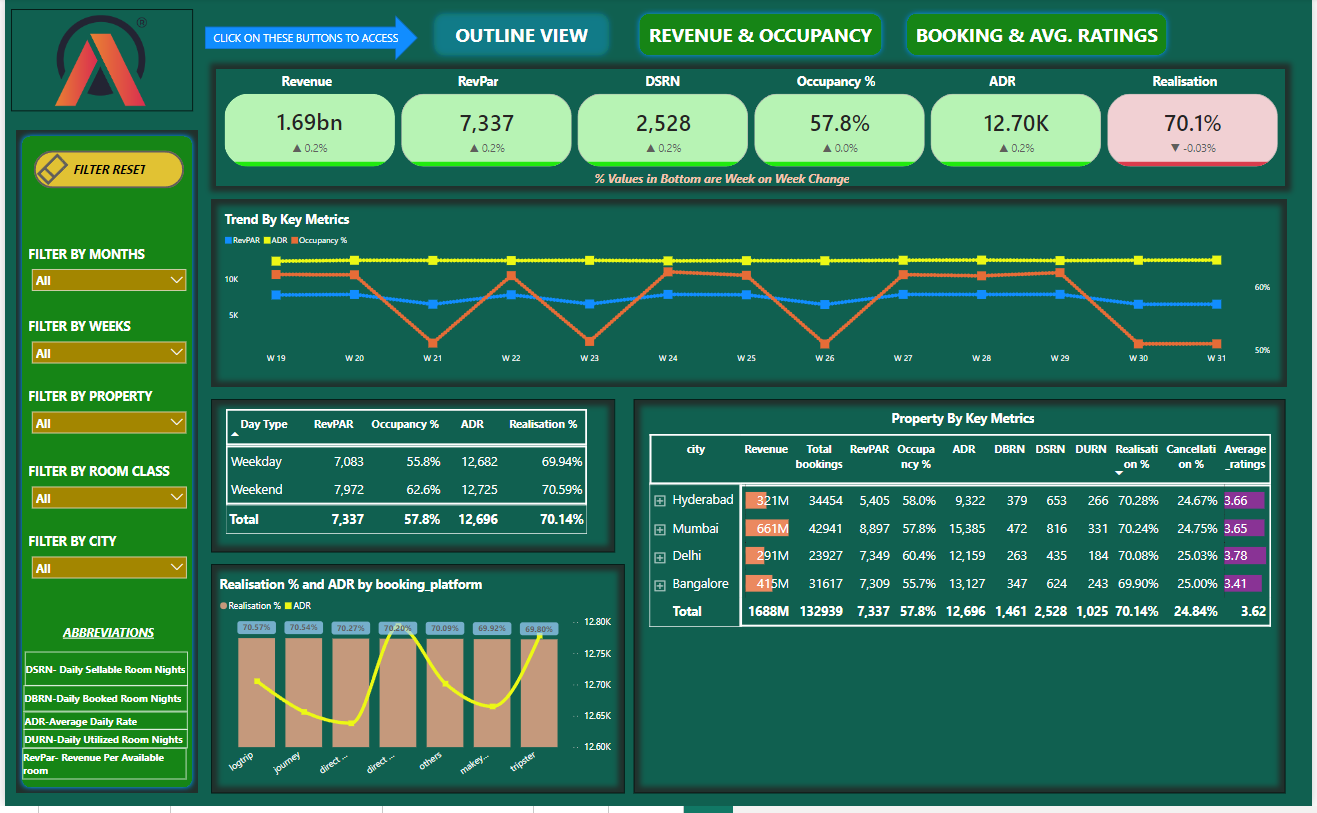 ®
CLICK ON THESE BUTTONS TO ACCESS
OUTLINE VIEW
REVENUE & OCCUPANCY
BOOKING & AVG. RATINGS
Revenue RevPar DSRN Occupancy % ADR Realisation
1.69bn 7,337 2,528 57.8% 12.70K 70.1%
▲ 0.2% ▲ 0.2% ▲ 0.2% ▲ 0.0% ▲ 0.2% ▼ -0.03%
% Values in Bottom are Week on Week Change
FILTER RESET
FILTER BY MONTHS
All
FILTER BY WEEKS
All
FILTER BY PROPERTY
All
FILTER BY ROOM CLASS
All
FILTER BY CITY
All
ABBREVIATIONS
DSRN- Daily Sellable Room Nights
DBRN-Daily Booked Room Nights
ADR-Average Daily Rate
DURN-Daily Utilized Room Nights
RevPar- Revenue Per Available
room
Trend By Key Metrics
RevPAR ADR Occupancy %
10K
5K
60%
50%
W 19 W 20 W 21 W 22 W 23 W 24 W 25 W 26 W 27 W 28 W 29 W 30 W 31
Day Type RevPAR Occupancy % ADR Realisation %
Weekday 7,083 55.8% 12,682 69.94%
Weekend 7,972 62.6% 12,725 70.59%
Total 7,337 57.8% 12,696 70.14%
Realisation % and ADR by booking_platform
Realisation % ADR
70.57% 70.54% 70.27% 70.20% 70.09% 69.92% 69.80%
12.80K
12.75K
12.70K
12.65K
12.60K
logtrip journey direct ... direct ... others makey... tripster
Property By Key Metrics
city Revenue Total RevPAR Occupa ADR DBRN DSRN DURN Realisati Cancellati Average
bookings ncy % on % on % _ratings
Hyderabad 321M 34454 5,405 58.0% 9,322 379 653 266 70.28% 24.67% 3.66
Mumbai 661M 42941 8,897 57.8% 15,385 472 816 331 70.24% 24.75% 3.65
Delhi 291M 23927 7,349 60.4% 12,159 263 435 184 70.08% 25.03% 3.78
Bangalore 415M 31617 7,309 55.7% 13,127 347 624 243 69.90% 25.00% 3.41
Total 1688M 132939 7,337 57.8% 12,696 1,461 2,528 1,025 70.14% 24.84% 3.62